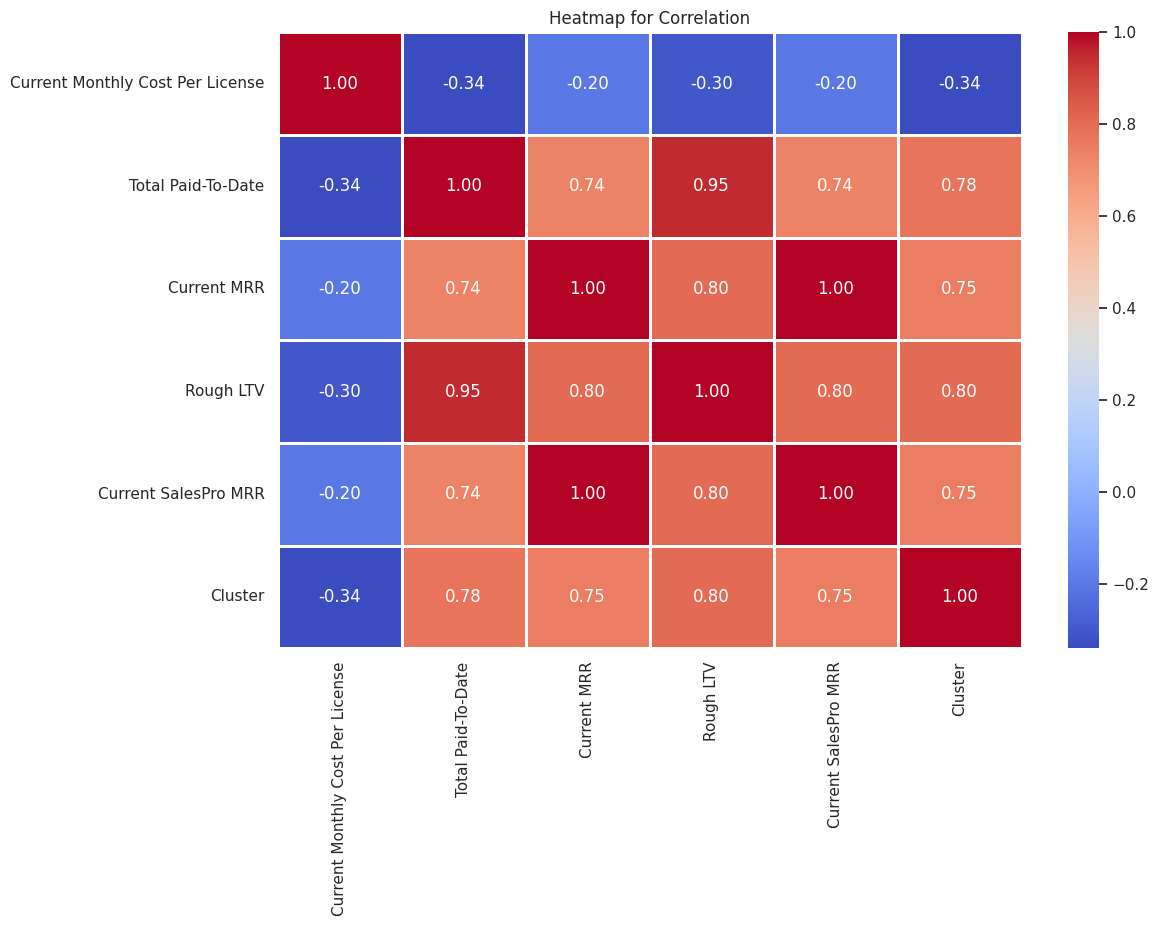 Heatmap for Correlation
Current Monthly Cost Per License
1.00 -0.34 -0.20 -0.30 -0.20 -0.34
Total Paid-To-Date
-0.34 1.00 0.74 0.95 0.74 0.78
Current MRR
-0.20 0.74 1.00 0.80 1.00 0.75
Rough LTV
-0.30 0.95 0.80 1.00 0.80 0.80
Current SalesPro MRR
-0.20 0.74 1.00 0.80 1.00 0.75
Cluster
-0.34 0.78 0.75 0.80 0.75 1.00
Current Monthly Cost Per License
Total Paid-To-Date
Current MRR
Rough LTV
Current SalesPro MRR
Cluster
1.0
0.8
0.6
0.4
0.2
0.0
−0.2